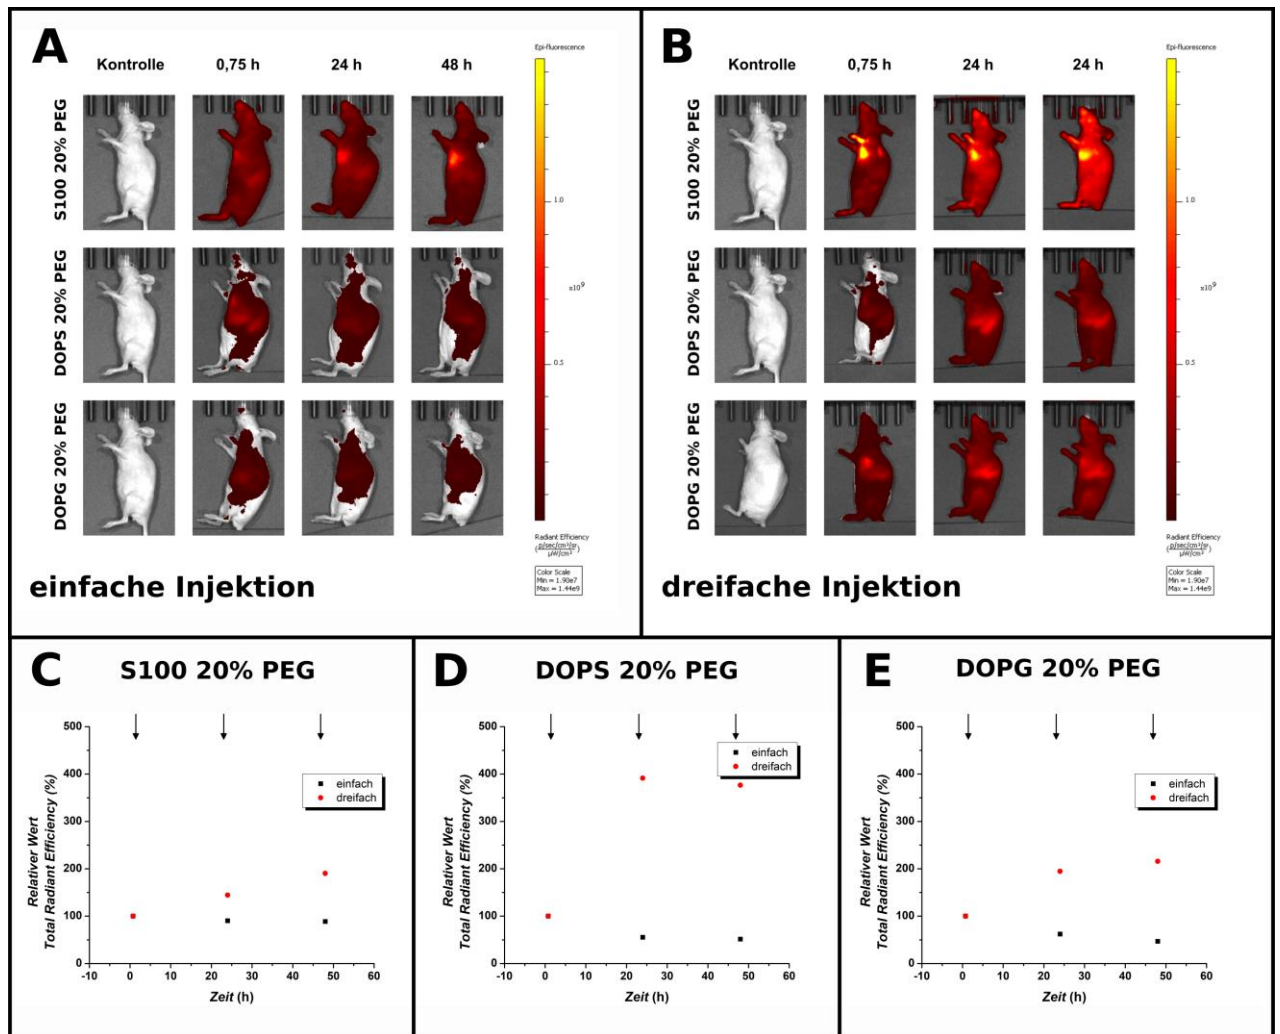 A
Kontrolle 0,75 h 24 h 48 h
Epi-fluorescence
S100 20% PEG
DOPS 20% PEG
DOPG 20% PEG
1.0
x10⁹
0.5
Radiant Efficiency
Color Scale
Min = 1.90e7
Max = 1.44e9
einfache Injektion
B
Kontrolle 0,75 h 24 h 24 h
Epi-fluorescence
S100 20% PEG
DOPS 20% PEG
DOPG 20% PEG
1.0
x10⁹
0.5
Radiant Efficiency
Color Scale
Min = 1.90e7
Max = 1.44e9
dreifache Injektion
C S100 20% PEG
Relativer Wert
Total Radiant Efficiency (%)
500
400
300
200
100
0
einfach
dreifach
-10 0 10 20 30 40 50 60
Zeit (h)
D DOPS 20% PEG
Relativer Wert
Total Radiant Efficiency (%)
500
400
300
200
100
0
einfach
dreifach
-10 0 10 20 30 40 50 60
Zeit (h)
E DOPG 20% PEG
Relativer Wert
Total Radiant Efficiency (%)
500
400
300
200
100
0
einfach
dreifach
-10 0 10 20 30 40 50 60
Zeit (h)